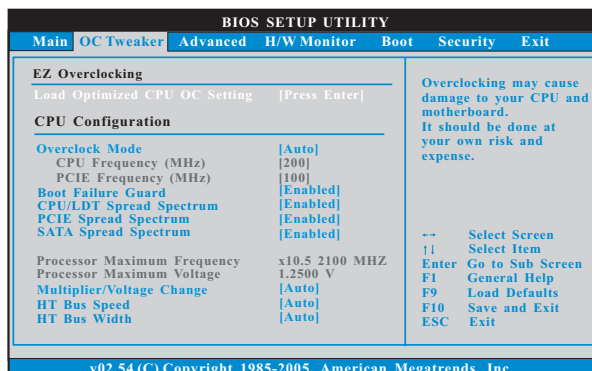 BIOS SETUP UTILITY
Main OC Tweaker Advanced H/W Monitor Boot Security Exit
EZ Overclocking
Load Optimized CPU OC Setting [Press Enter]
CPU Configuration
Overclock Mode [Auto]
CPU Frequency (MHz) [200]
PCIE Frequency (MHz) [100]
Boot Failure Guard [Enabled]
CPU/LDT Spread Spectrum [Enabled]
PCIE Spread Spectrum [Enabled]
SATA Spread Spectrum [Enabled]
Processor Maximum Frequency x10.5 2100 MHZ
Processor Maximum Voltage 1.2500 V
Multiplier/Voltage Change [Auto]
HT Bus Speed [Auto]
HT Bus Width [Auto]
Overclocking may cause
damage to your CPU and
motherboard.
It should be done at
your own risk and
expense.
←→ Select Screen
↑↓ Select Item
Enter Go to Sub Screen
F1 General Help
F9 Load Defaults
F10 Save and Exit
ESC Exit
v02.54 (C) Copyright 1985-2005, American Megatrends, Inc.